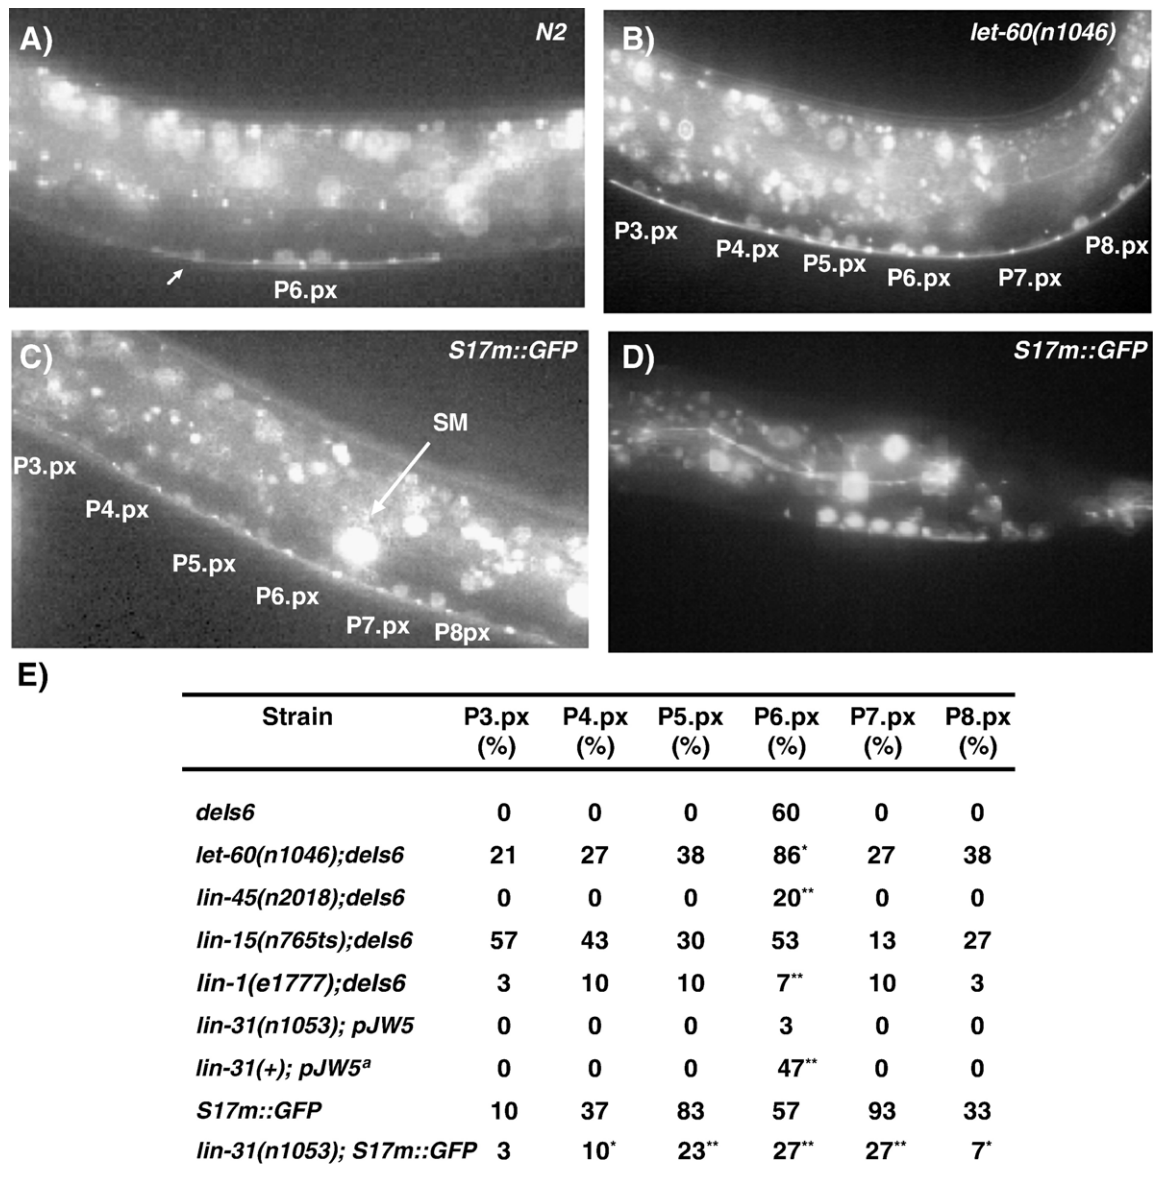 A)
N2
P6.px
B)
let-60(n1046)
P3.px
P4.px
P5.px
P6.px
P7.px
P8.px
C)
S17m::GFP
SM
P3.px
P4.px
P5.px
P6.px
P7.px
P8px
D)
S17m::GFP
E)
Strain P3.px P4.px P5.px P6.px P7.px P8.px
(%) (%) (%) (%) (%) (%)
deIs6 0 0 0 60 0 0
let-60(n1046);deIs6 21 27 38 86* 27 38
lin-45(n2018);deIs6 0 0 0 20** 0 0
lin-15(n765ts);deIs6 57 43 30 53 13 27
lin-1(e1777);deIs6 3 10 10 7** 10 3
lin-31(n1053); pJW5 0 0 0 3 0 0
lin-31(+); pJW5a 0 0 0 47** 0 0
S17m::GFP 10 37 83 57 93 33
lin-31(n1053); S17m::GFP 3 10* 23** 27** 27** 7*